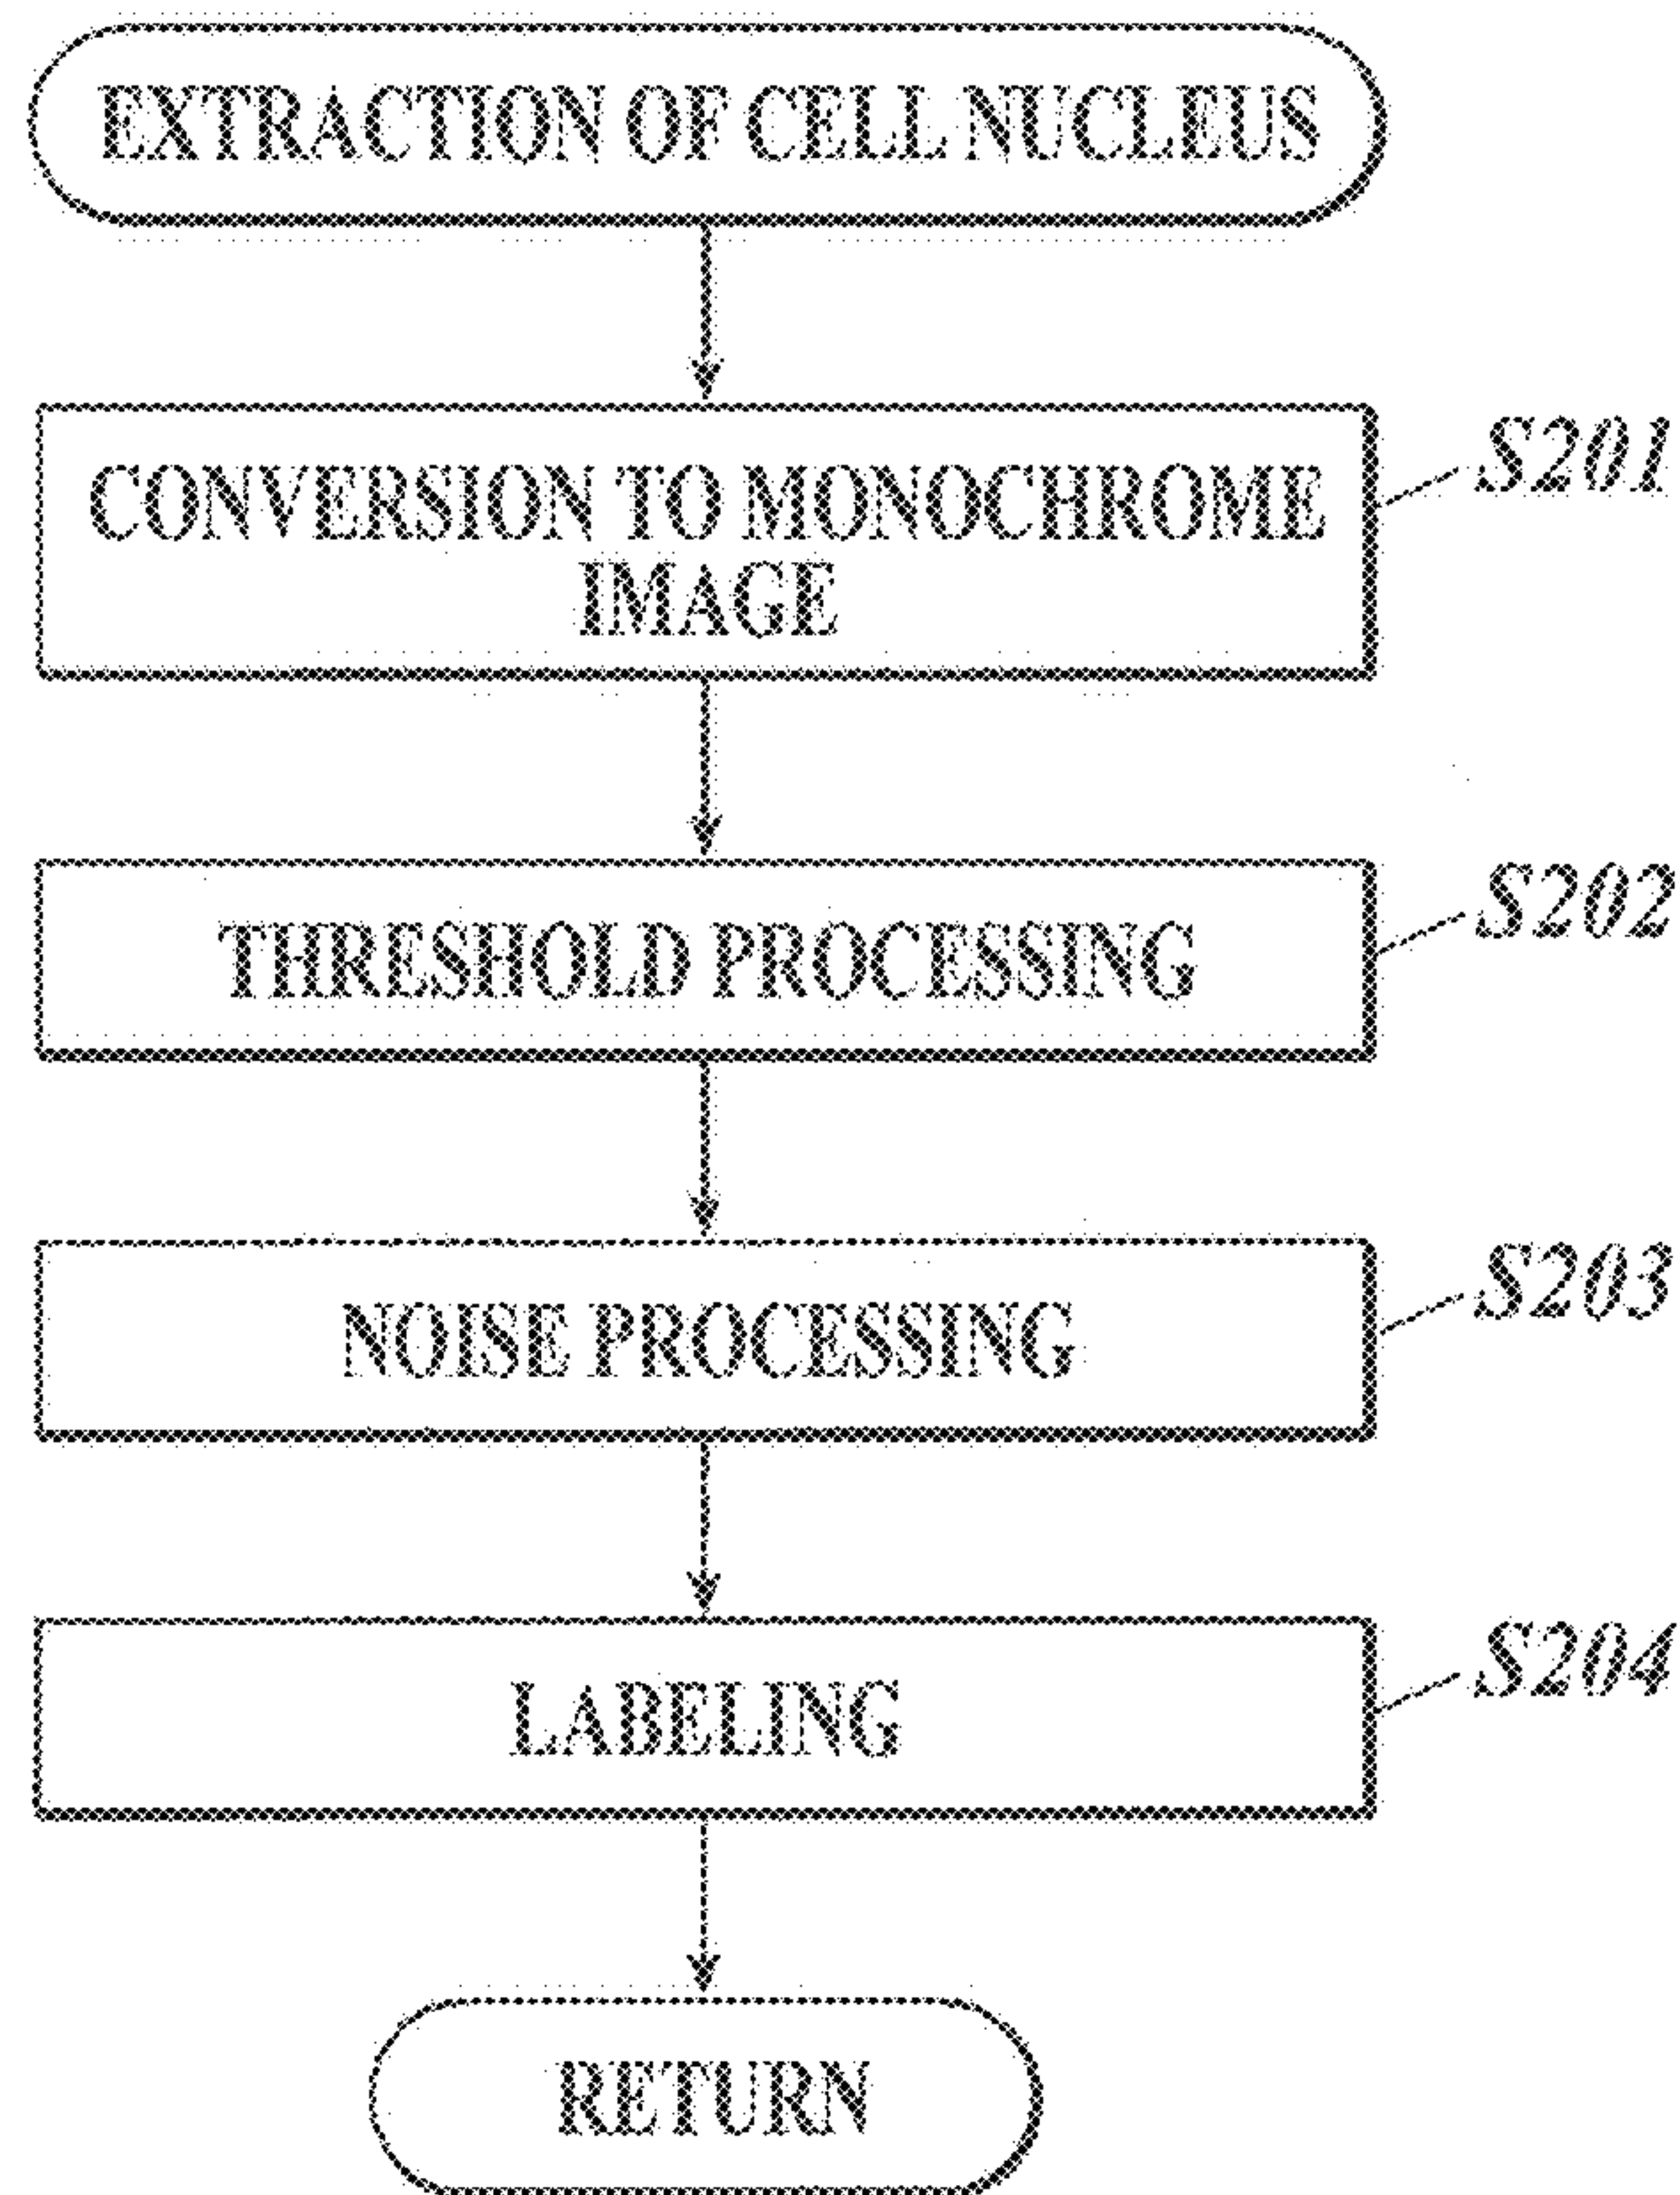 EXTRACTION OF CELL NUCLEUS
CONVERSION TO MONOCHROME
IMAGE
S201
THRESHOLD PROCESSING
S202
NOISE PROCESSING
S203
LABELING
S204
RETURN